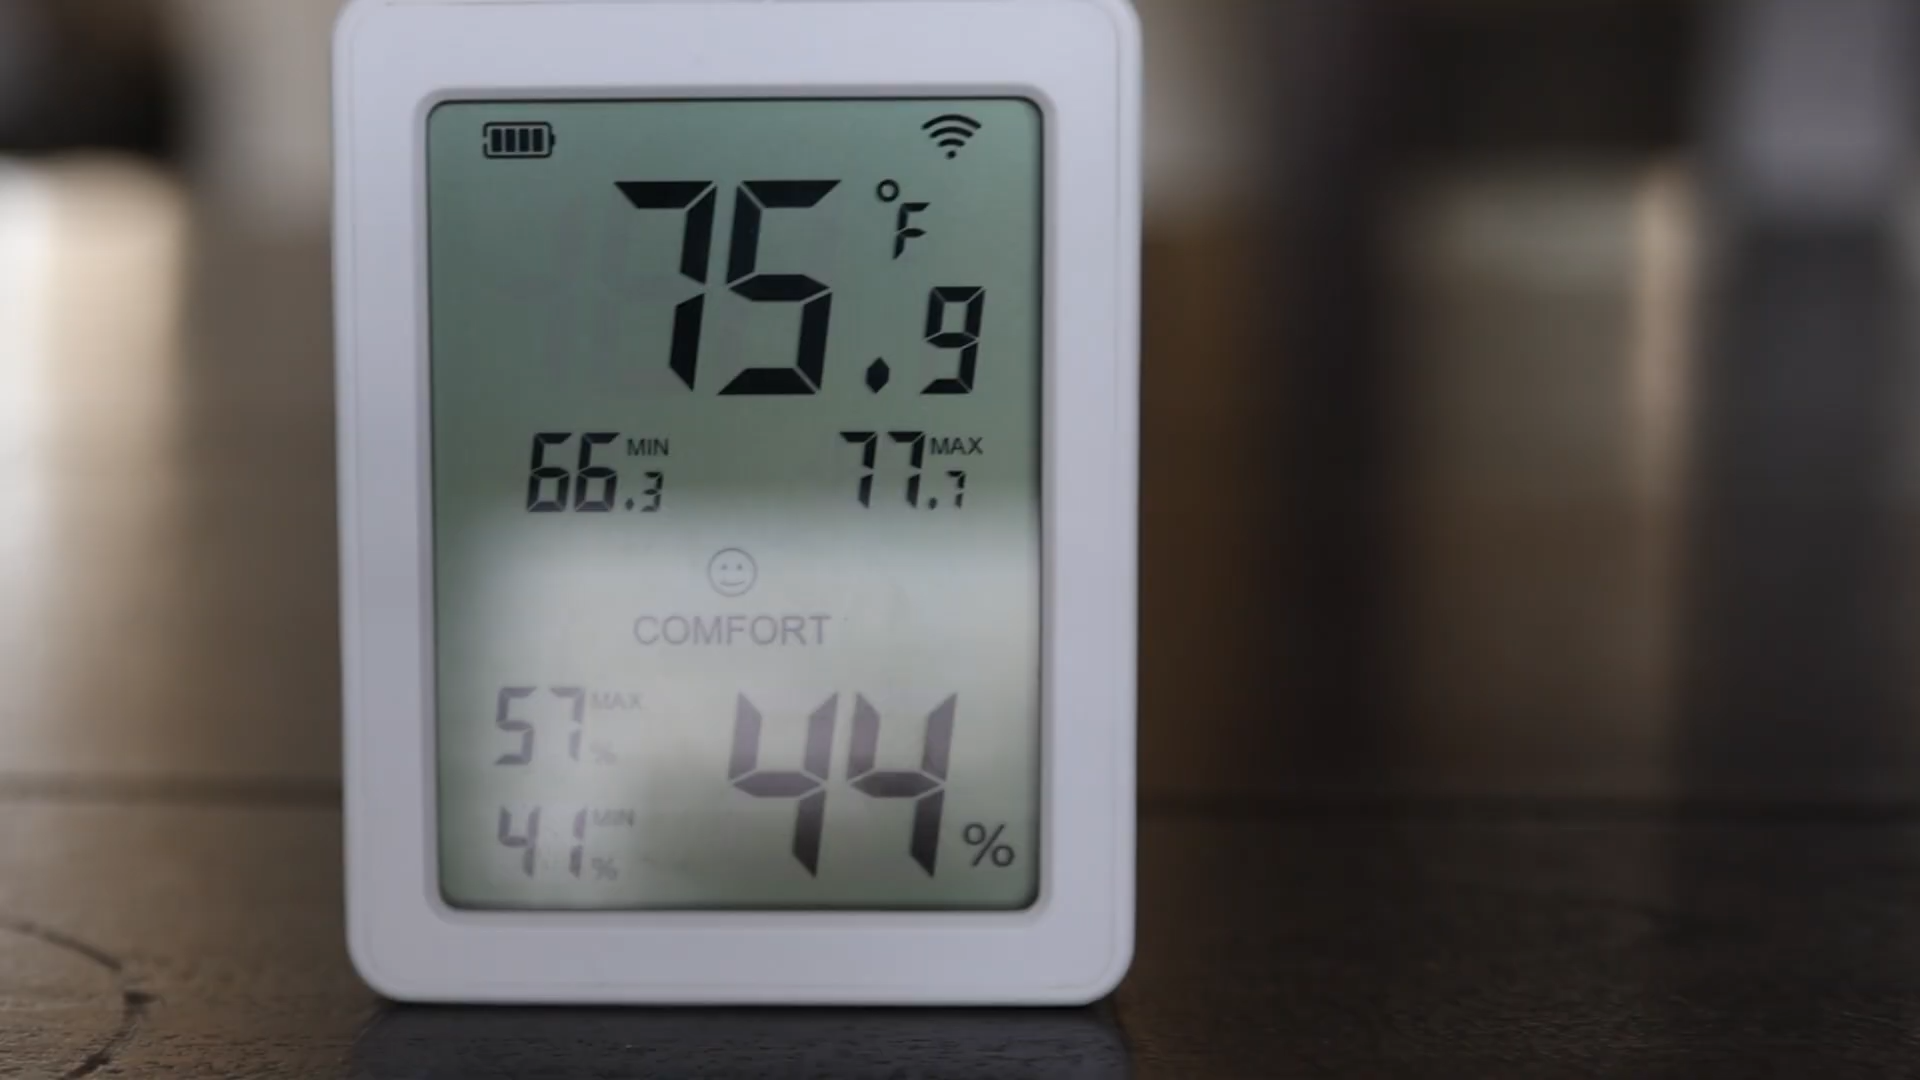 75.9 °F
66.3 MIN 77.7 MAX
COMFORT
57 MAX %
41 MIN %
44 %